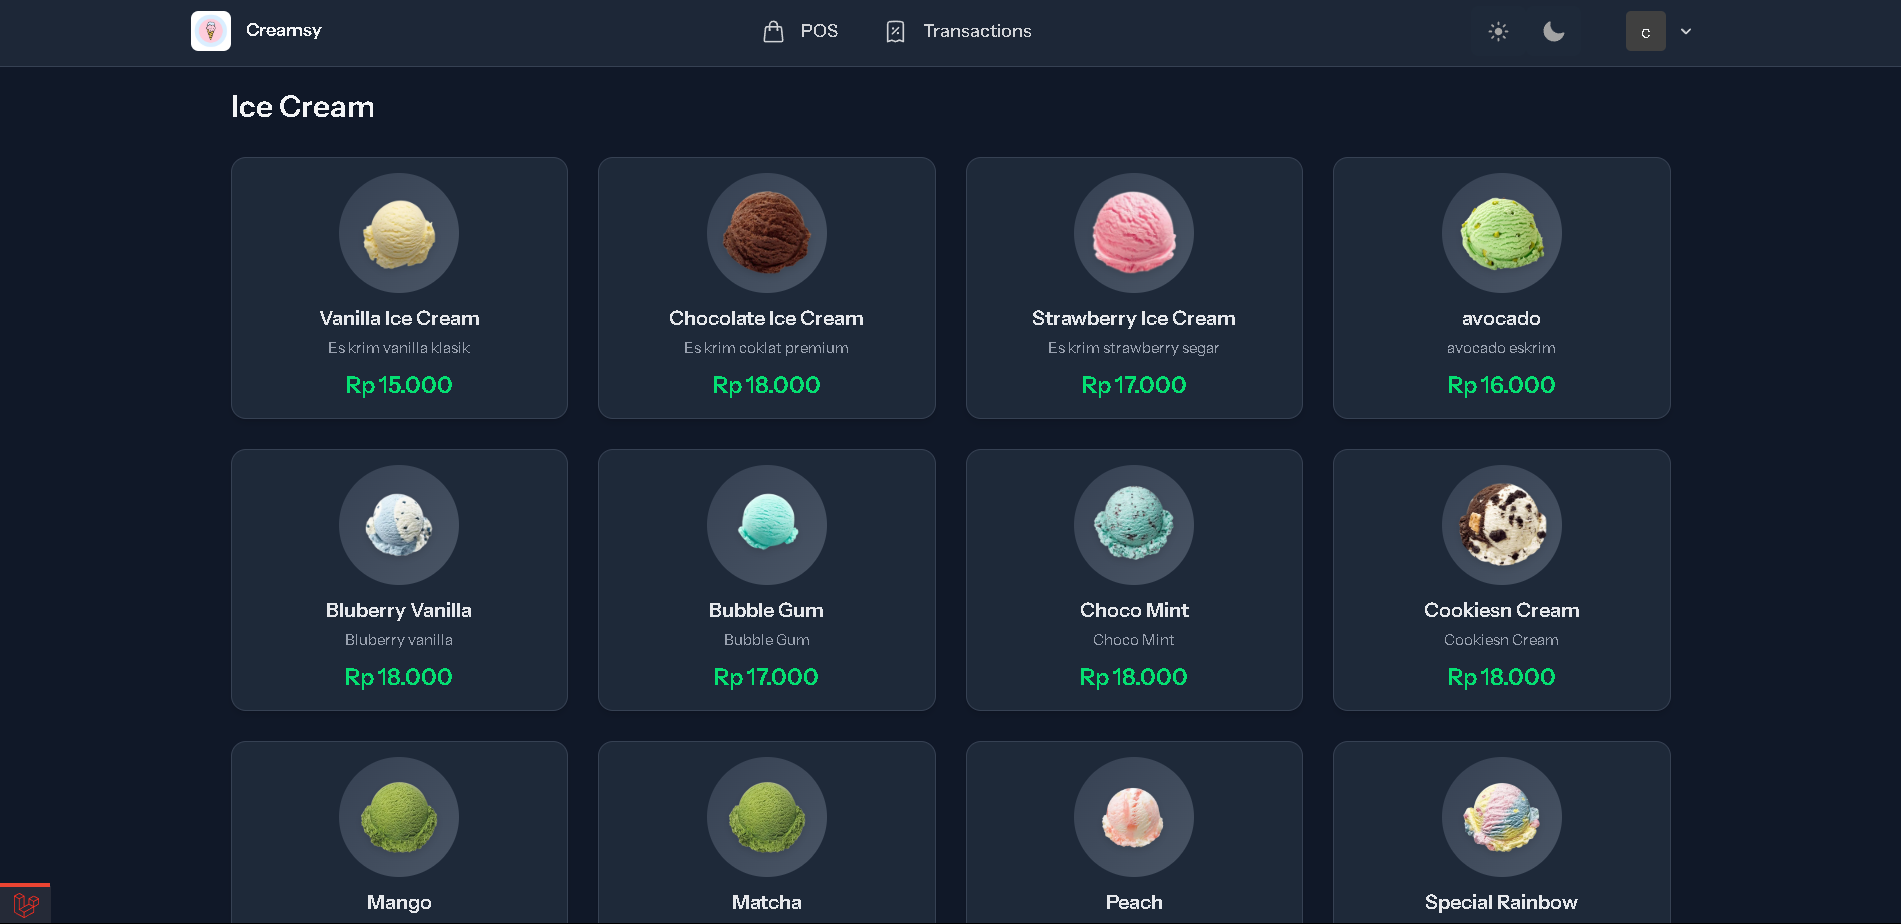 Creamsy
POS
Transactions
c
Ice Cream
Vanilla Ice Cream
Es krim vanilla klasik
Rp 15.000
Chocolate Ice Cream
Es krim coklat premium
Rp 18.000
Strawberry Ice Cream
Es krim strawberry segar
Rp 17.000
avocado
avocado eskrim
Rp 16.000
Bluberry Vanilla
Bluberry vanilla
Rp 18.000
Bubble Gum
Bubble Gum
Rp 17.000
Choco Mint
Choco Mint
Rp 18.000
Cookiesn Cream
Cookiesn Cream
Rp 18.000
Mango
Matcha
Peach
Special Rainbow